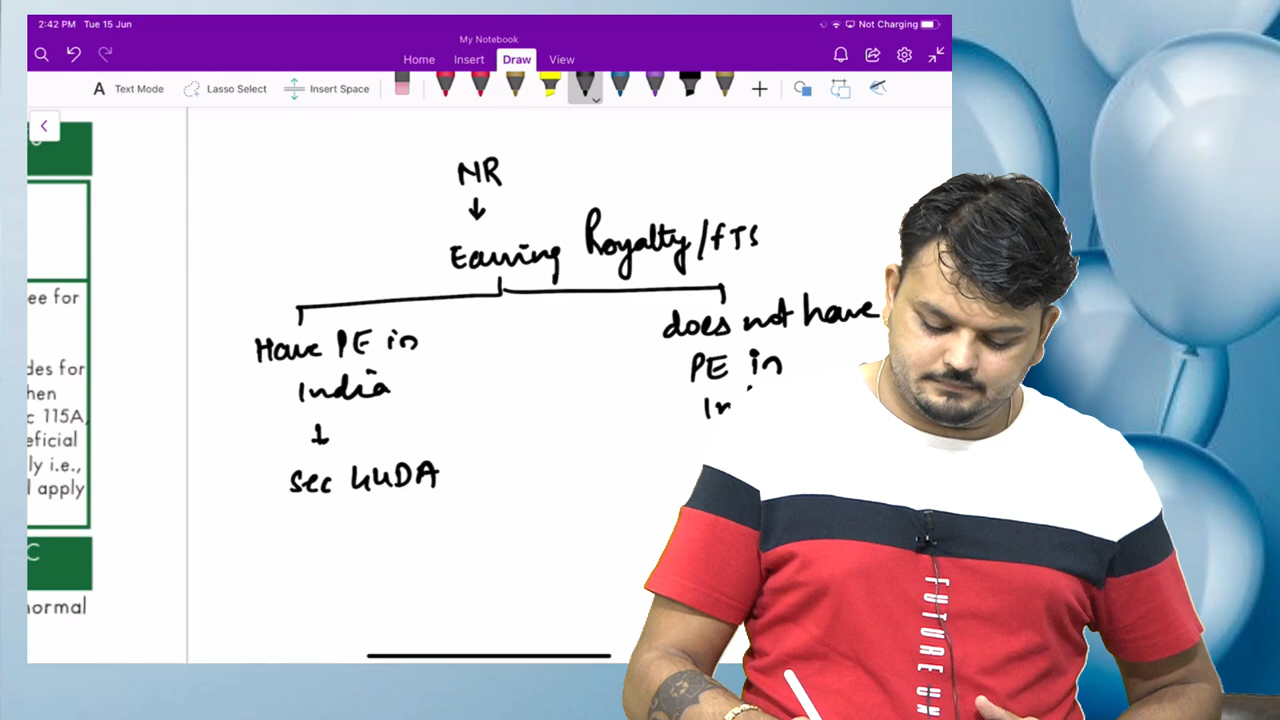 2:42 PM Tue 15 Jun
Not Charging
My Notebook
Home Insert Draw View
Text Mode
Lasso Select
Insert Space
NR
↓
Earning Royalty/FTS
Have PE in
India
↓
Sec 44DA
does not have
PE in
ee for
des for
hen
c 115A,
eficial
ly i.e.,
l apply
C
normal
FUTURE